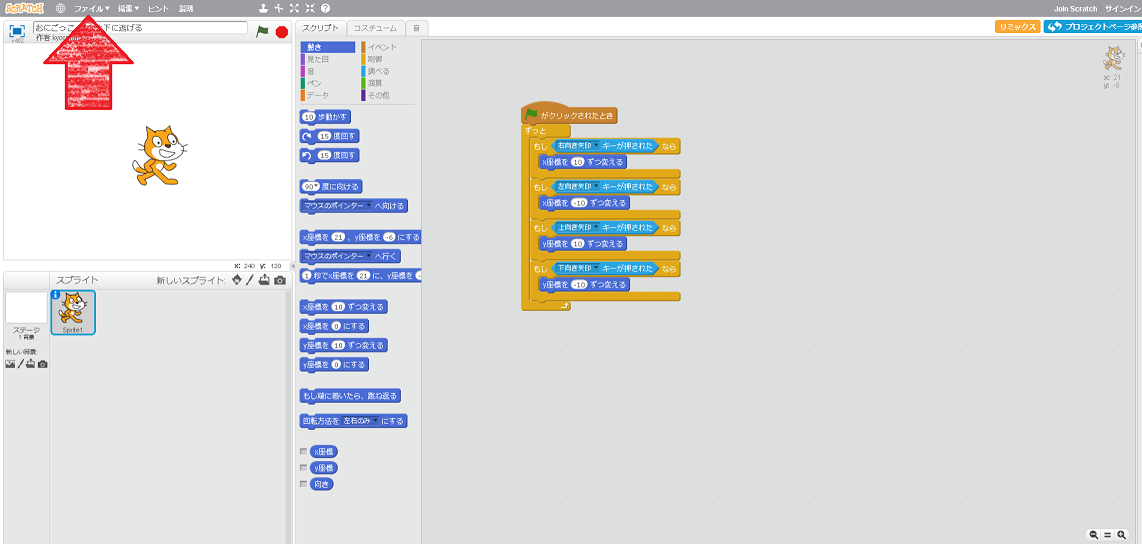 SCRATCH ファイル▼ 編集▼ ヒント 説明 Join Scratch サインイン
おにごっこ 下に逃げる
v462 作者
スクリプト コスチューム 音
リミックス プロジェクトページ参照
動き イベント
見た目 制御
音 調べる
ペン 演算
データ その他
10 歩動かす
15 度回す
15 度回す
90▼ 度に向ける
マウスのポインター へ向ける
x座標を 21 、y座標を -6 にする
マウスのポインター へ行く
1 秒でx座標を 21 に、y座標を
x座標を 10 ずつ変える
x座標を 0 にする
y座標を 10 ずつ変える
y座標を 0 にする
もし端に着いたら、跳ね返る
回転方法を 左右のみ にする
x座標
y座標
向き
x: 21
y: -6
がクリックされたとき
ずっと
もし 右向き矢印 キーが押された なら
x座標を 10 ずつ変える
もし 左向き矢印 キーが押された なら
x座標を -10 ずつ変える
もし 上向き矢印 キーが押された なら
y座標を 10 ずつ変える
もし 下向き矢印 キーが押された なら
y座標を -10 ずつ変える
x: 240 y: 120
スプライト 新しいスプライト:
ステージ
1 背景
Sprite1
新しい背景: